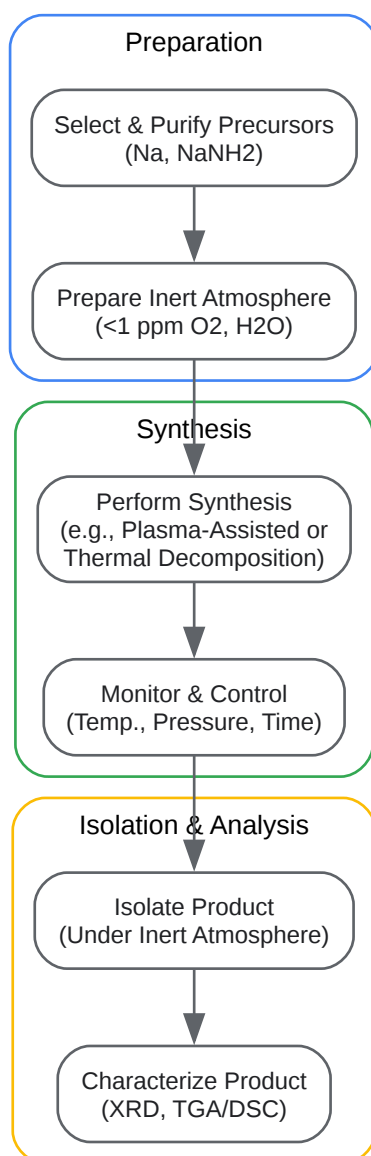 Preparation
Select & Purify Precursors
(Na, NaNH2)
Prepare Inert Atmosphere
(<1 ppm O2, H2O)
Synthesis
Perform Synthesis
(e.g., Plasma-Assisted or
Thermal Decomposition)
Monitor & Control
(Temp., Pressure, Time)
Isolation & Analysis
Isolate Product
(Under Inert Atmosphere)
Characterize Product
(XRD, TGA/DSC)